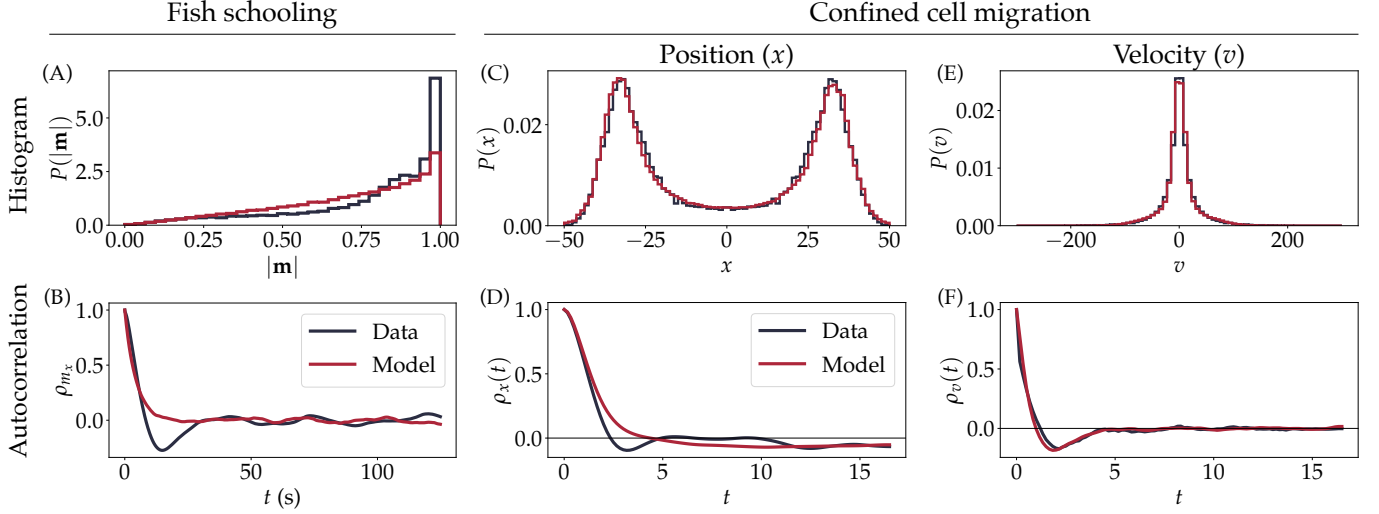 Fish schooling
Confined cell migration
Position (x)
Velocity (v)
Histogram
Autocorrelation
(A)
P(|m|)
5.0
2.5
0.0
0.00 0.25 0.50 0.75 1.00
|m|
(C)
P(x)
0.02
0.00
−50 −25 0 25 50
x
(E)
P(v)
0.02
0.01
0.00
−200 0 200
v
(B)
ρmx
1.0
0.5
0.0
0 50 100
t (s)
Data
Model
(D)
ρx(t)
1.0
0.5
0.0
0 5 10 15
t
Data
Model
(F)
ρv(t)
1.0
0.5
0.0
0 5 10 15
t